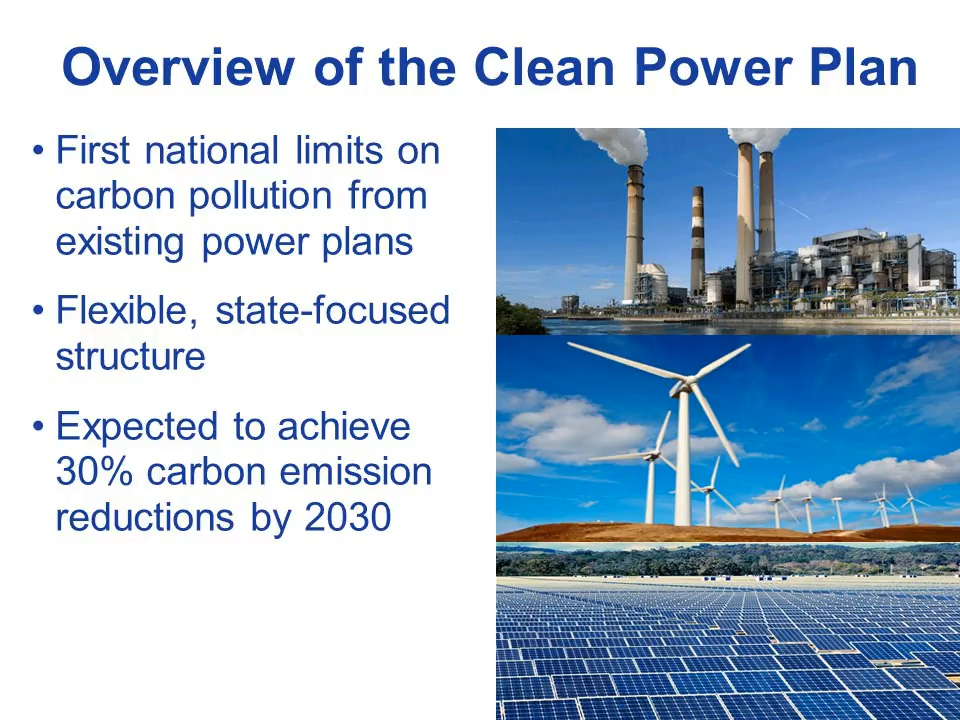 Overview of the Clean Power Plan
• First national limits on
carbon pollution from
existing power plans
• Flexible, state-focused
structure
• Expected to achieve
30% carbon emission
reductions by 2030